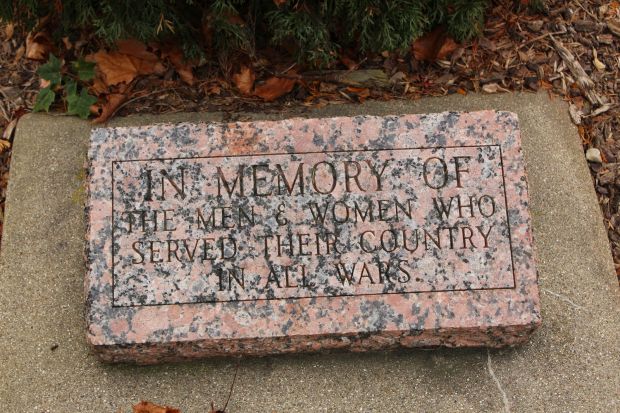 IN MEMORY OF
THE MEN & WOMEN WHO
SERVED THEIR COUNTRY
IN ALL WARS